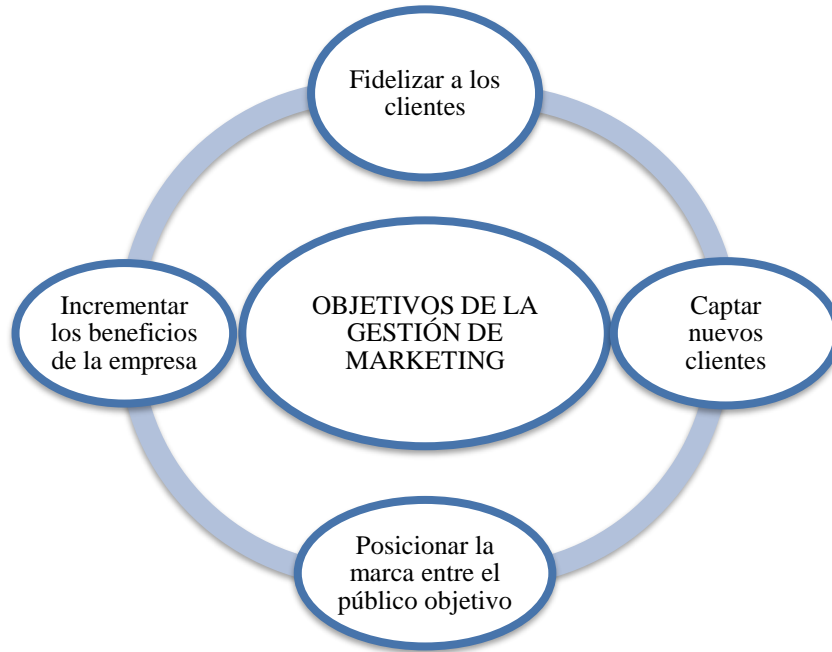 Fidelizar a los
clientes
Incrementar
los beneficios
de la empresa
OBJETIVOS DE LA
GESTIÓN DE
MARKETING
Captar
nuevos
clientes
Posicionar la
marca entre el
público objetivo